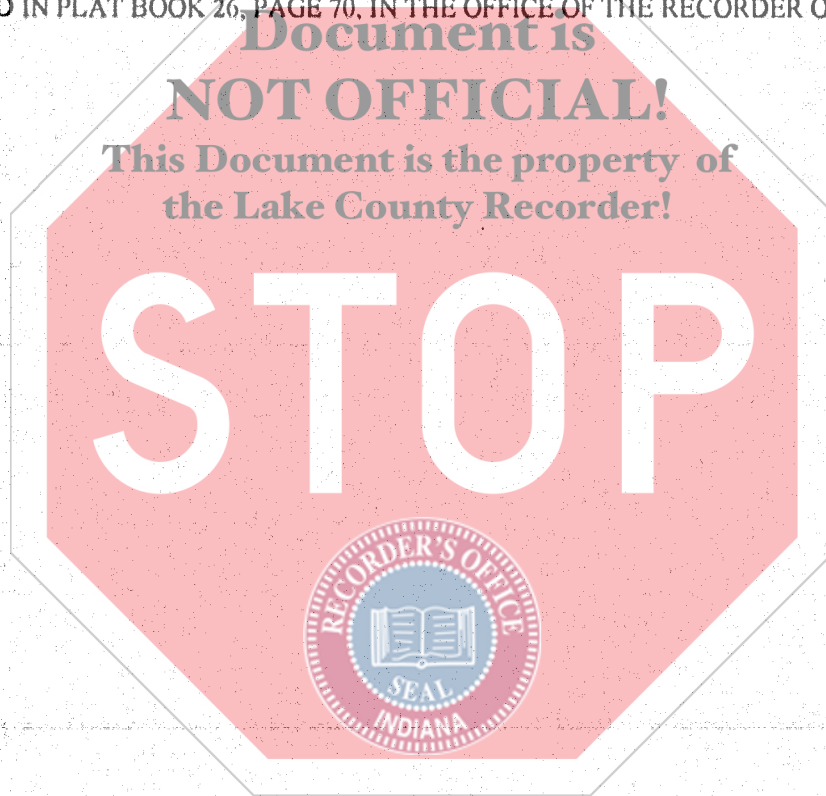 IN PLAT BOOK 26, PAGE 70, IN THE OFFICE OF THE RECORDER
Document is
NOT OFFICIAL!
This Document is the property of
the Lake County Recorder!
STOP
RECORDER'S OFFICE
SEAL
INDIANA